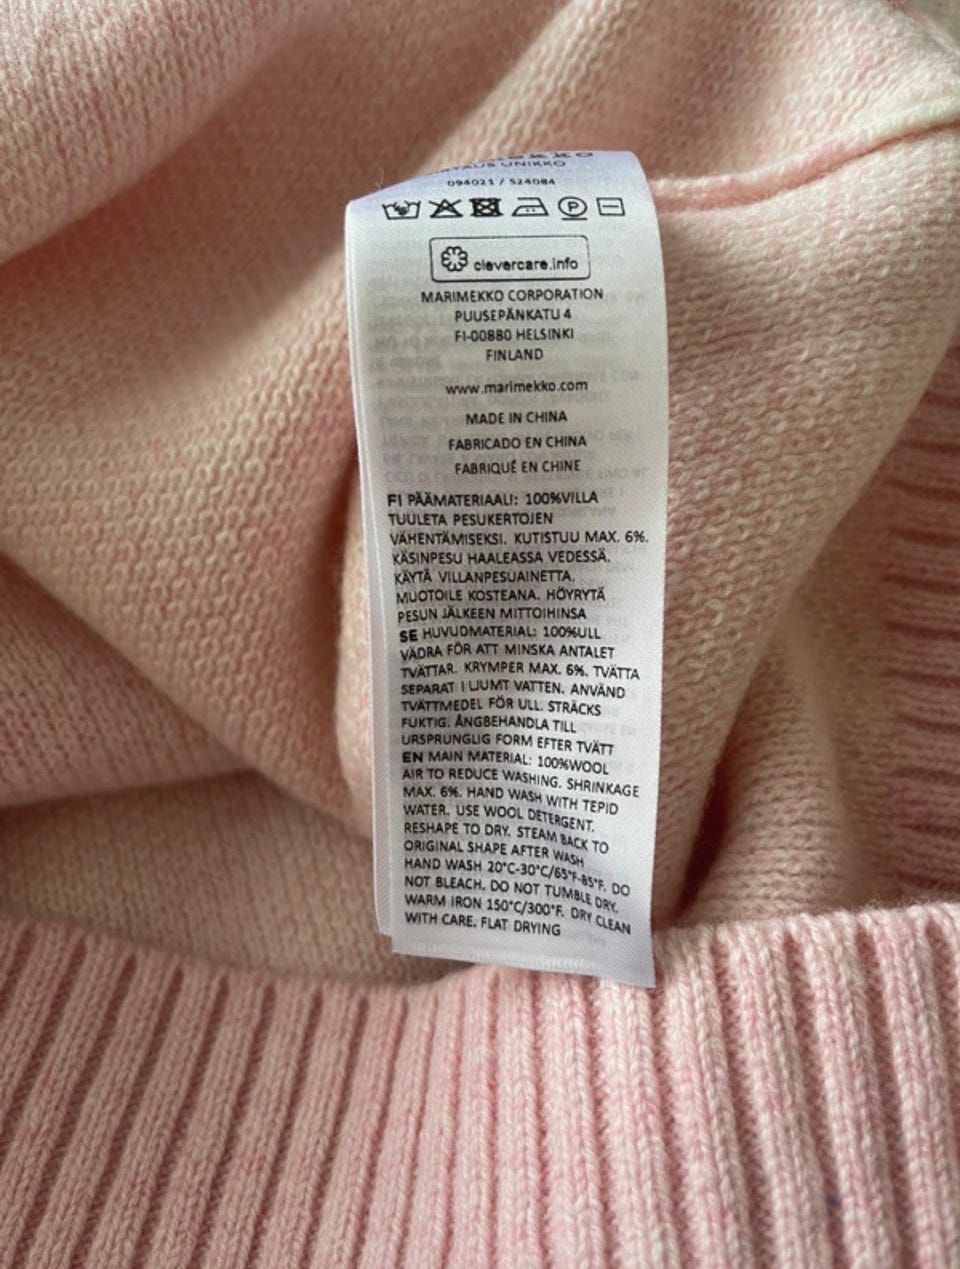 UNIKKO
094021 / 524084
clevercare.info
MARIMEKKO CORPORATION
PUUSEPÄNKATU 4
FI-00880 HELSINKI
FINLAND
www.marimekko.com
MADE IN CHINA
FABRICADO EN CHINA
FABRIQUÉ EN CHINE
FI PÄÄMATERIAALI: 100%VILLA
TUULETA PESUKERTOJEN
VÄHENTÄMISEKSI. KUTISTUU MAX. 6%.
KÄSINPESU HAALEASSA VEDESSÄ.
KÄYTÄ VILLANPESUAINETTA.
MUOTOILE KOSTEANA. HÖYRYTÄ
PESUN JÄLKEEN MITTOIHINSA
SE HUVUDMATERIAL: 100%ULL
VÄDRA FÖR ATT MINSKA ANTALET
TVÄTTAR. KRYMPER MAX. 6%. TVÄTTA
SEPARAT I LJUMT VATTEN. ANVÄND
TVÄTTMEDEL FÖR ULL. STRÄCKS
FUKTIG. ÅNGBEHANDLA TILL
URSPRUNGLIG FORM EFTER TVÄTT
EN MAIN MATERIAL: 100%WOOL
AIR TO REDUCE WASHING. SHRINKAGE
MAX. 6%. HAND WASH WITH TEPID
WATER. USE WOOL DETERGENT.
RESHAPE TO DRY. STEAM BACK TO
ORIGINAL SHAPE AFTER WASH
HAND WASH 20°C-30°C/65°F-85°F. DO
NOT BLEACH. DO NOT TUMBLE DRY.
WARM IRON 150°C/300°F. DRY CLEAN
WITH CARE. FLAT DRYING